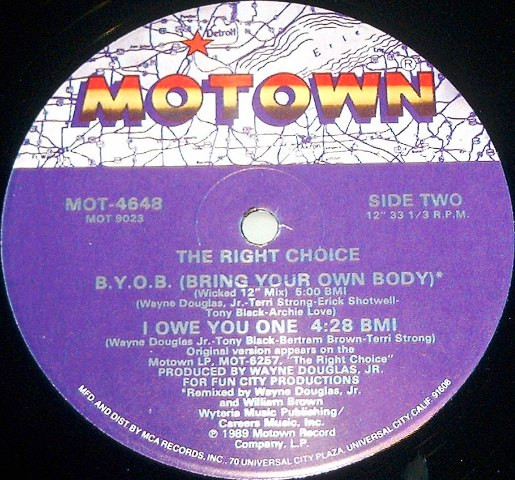 Detroit
Erie
MOTOWN®
MOT-4648
MOT 9023
SIDE TWO
12" 33 1/3 R.P.M.
THE RIGHT CHOICE
B.Y.O.B. (BRING YOUR OWN BODY)*
(Wicked 12" Mix) 5:00 BMI
(Wayne Douglas, Jr.-Terri Strong-Erick Shotwell-
Tony Black-Archie Love)
I OWE YOU ONE 4:28 BMI
(Wayne Douglas Jr.-Tony Black-Bertram Brown-Terri Strong)
Original version appears on the
Motown LP, MOT-6257, "The Right Choice"
PRODUCED BY WAYNE DOUGLAS, JR.
FOR FUN CITY PRODUCTIONS
*Remixed by Wayne Douglas, Jr.
and William Brown
Wyteria Music Publishing/
Careers Music, Inc.
℗ 1989 Motown Record
Company, L.P.
MFD. AND DIST. BY MCA RECORDS, INC., 70 UNIVERSAL CITY PLAZA, UNIVERSAL CITY, CALIF. 91608